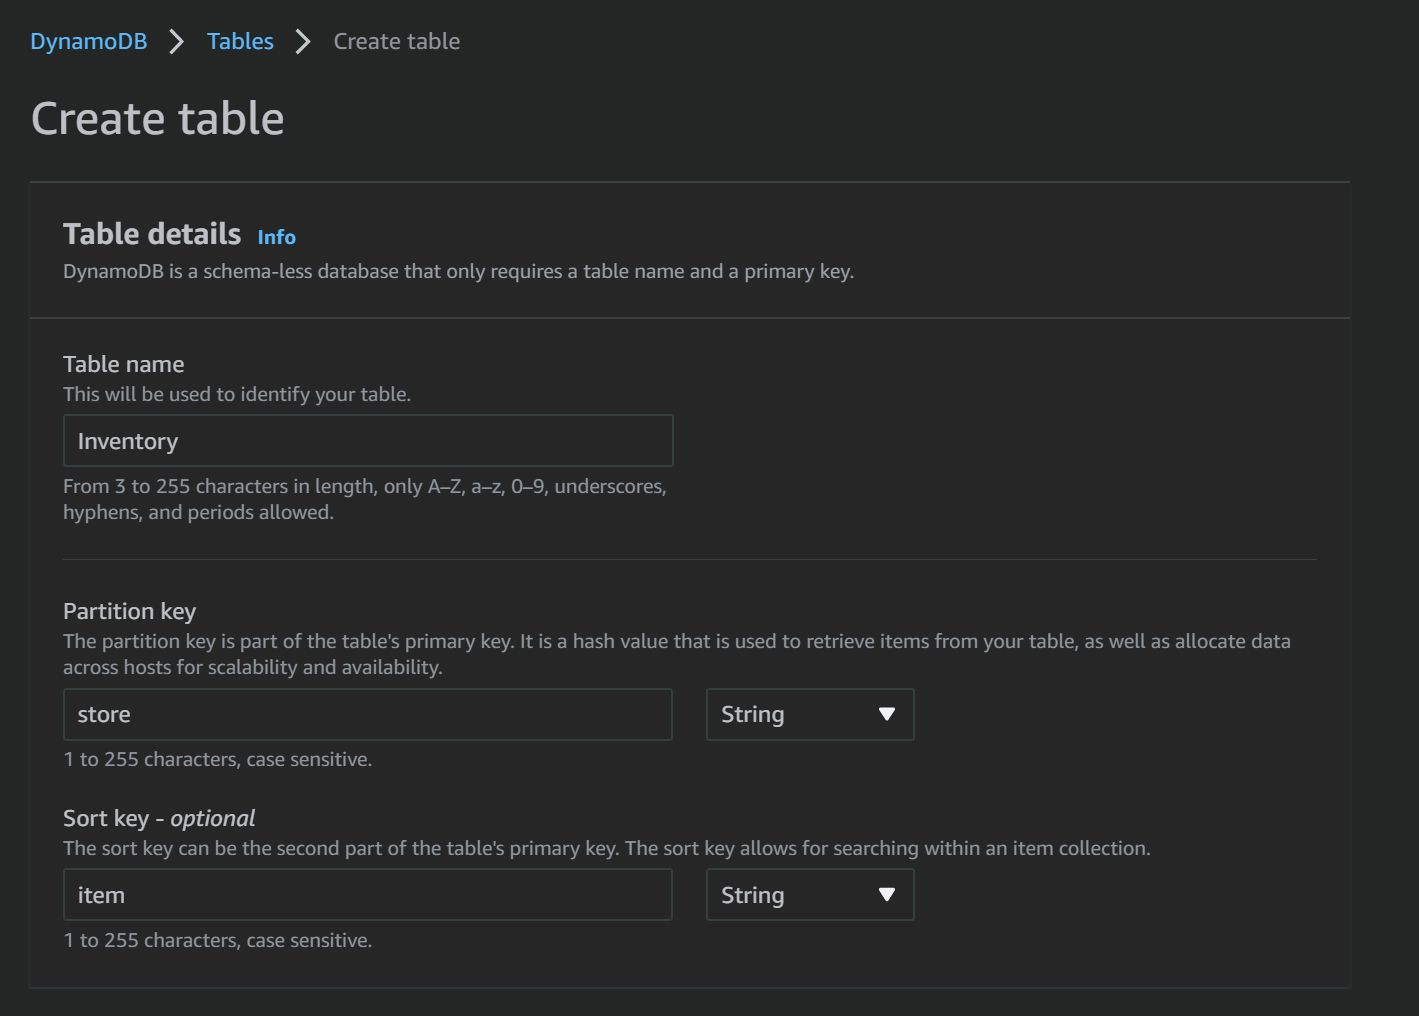 DynamoDB > Tables > Create table
Create table
Table details Info
DynamoDB is a schema-less database that only requires a table name and a primary key.
Table name
This will be used to identify your table.
Inventory
From 3 to 255 characters in length, only A–Z, a–z, 0–9, underscores,
hyphens, and periods allowed.
Partition key
The partition key is part of the table's primary key. It is a hash value that is used to retrieve items from your table, as well as allocate data
across hosts for scalability and availability.
store String
1 to 255 characters, case sensitive.
Sort key - optional
The sort key can be the second part of the table's primary key. The sort key allows for searching within an item collection.
item String
1 to 255 characters, case sensitive.